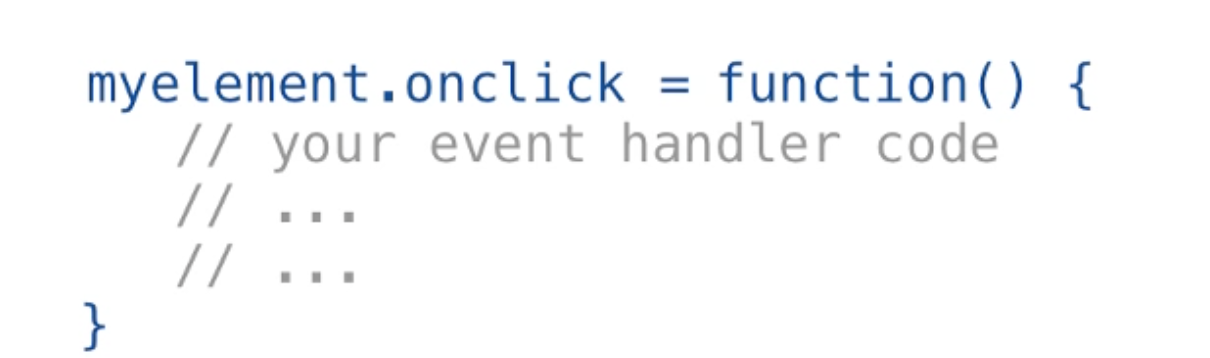 myelement.onclick = function() {
// your event handler code
// ...
// ...
}